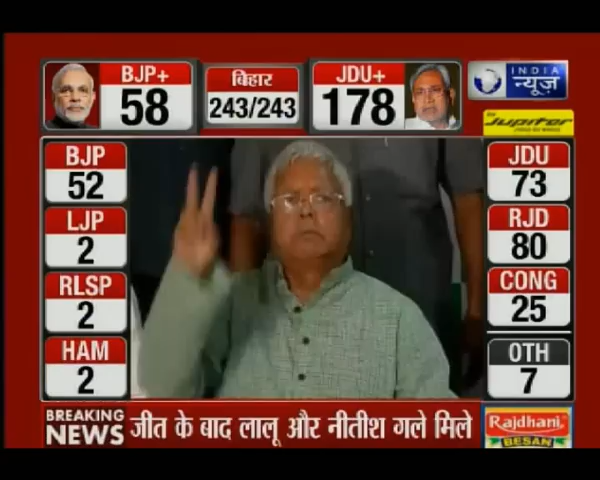 BJP+
58
बिहार
243/243
JDU+
178
INDIA
न्यूज़
Jupiter
BJP
52
LJP
2
RLSP
2
HAM
2
JDU
73
RJD
80
CONG
25
OTH
7
BREAKING
NEWS
जीत के बाद लालू और नीतीश गले मिले
Rajdhani
BESAN